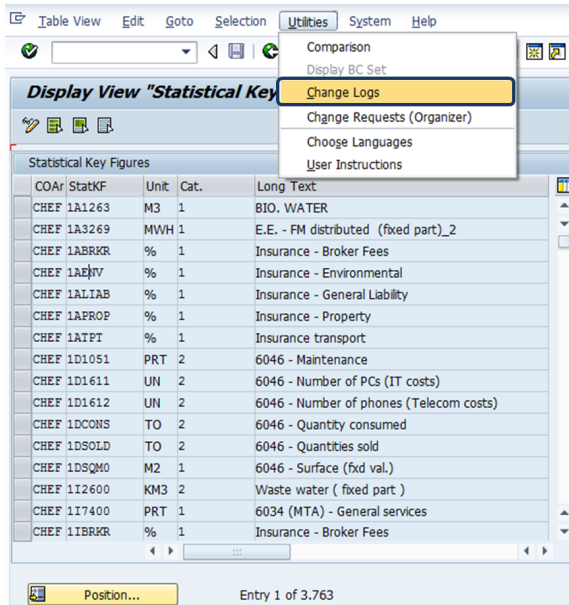 Table View Edit Goto Selection Utilities System Help
Comparison
Display BC Set
Change Logs
Change Requests (Organizer)
Choose Languages
User Instructions
Display View "Statistical Key
Statistical Key Figures
COAr StatKF Unit Cat. Long Text
CHEF 1A1263 M3 1 BIO. WATER
CHEF 1A3269 MWH 1 E.E. - FM distributed (fixed part)_2
CHEF 1ABRKR % 1 Insurance - Broker Fees
CHEF 1AENV % 1 Insurance - Environmental
CHEF 1ALIAB % 1 Insurance - General Liability
CHEF 1APROP % 1 Insurance - Property
CHEF 1ATPT % 1 Insurance transport
CHEF 1D1051 PRT 2 6046 - Maintenance
CHEF 1D1611 UN 2 6046 - Number of PCs (IT costs)
CHEF 1D1612 UN 2 6046 - Number of phones (Telecom costs)
CHEF 1DCONS TO 2 6046 - Quantity consumed
CHEF 1DSOLD TO 2 6046 - Quantities sold
CHEF 1DSQM0 M2 1 6046 - Surface (fxd val.)
CHEF 1I2600 KM3 2 Waste water ( fixed part )
CHEF 1I7400 PRT 1 6034 (MTA) - General services
CHEF 1IBRKR % 1 Insurance - Broker Fees
Position... Entry 1 of 3.763